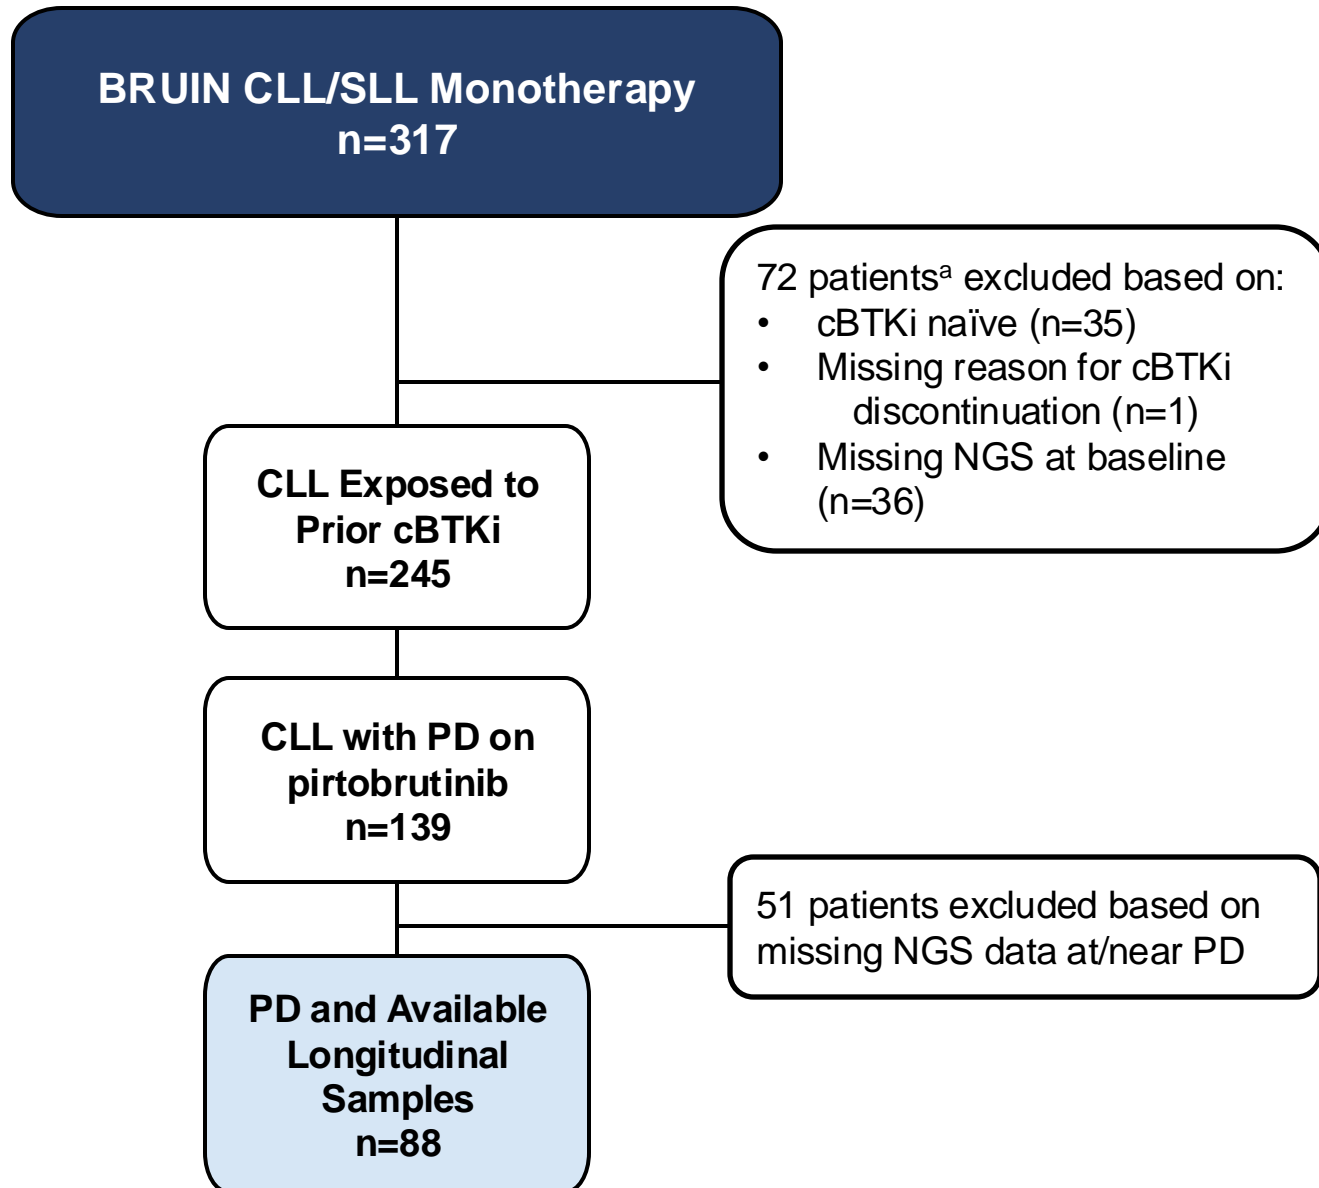 BRUIN CLL/SLL Monotherapy
n=317
72 patientsᵃ excluded based on:
• cBTKi naïve (n=35)
• Missing reason for cBTKi
discontinuation (n=1)
• Missing NGS at baseline
(n=36)
CLL Exposed to
Prior cBTKi
n=245
CLL with PD on
pirtobrutinib
n=139
51 patients excluded based on
missing NGS data at/near PD
PD and Available
Longitudinal
Samples
n=88